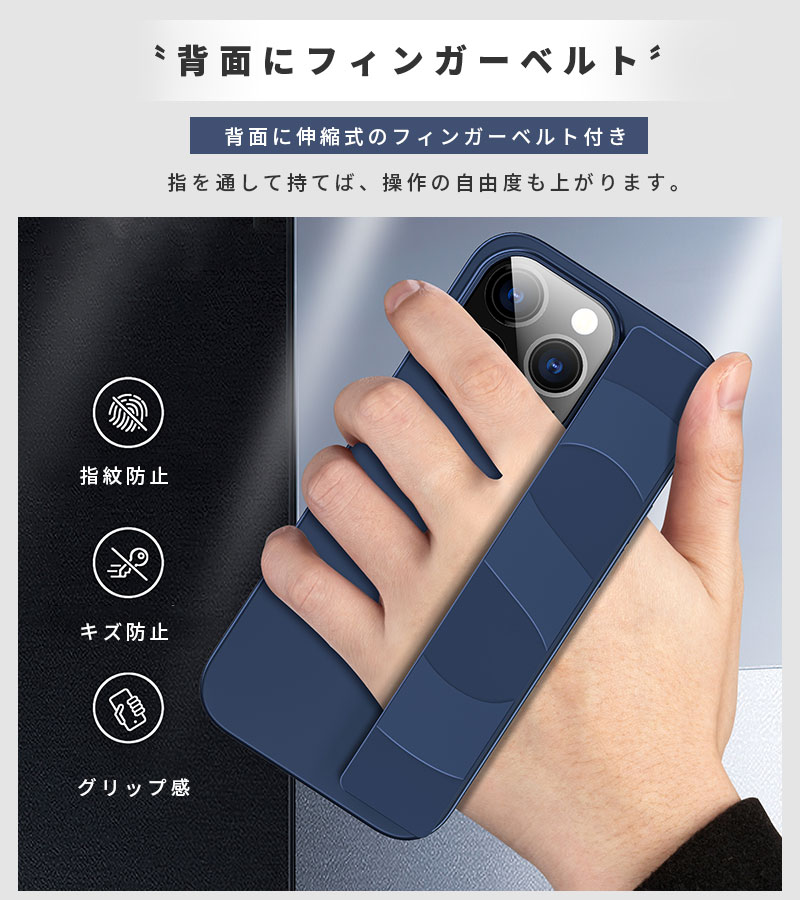 〝背面にフィンガーベルト〞
背面に伸縮式のフィンガーベルト付き
指を通して持てば、操作の自由度も上がります。
指紋防止
キズ防止
グリップ感